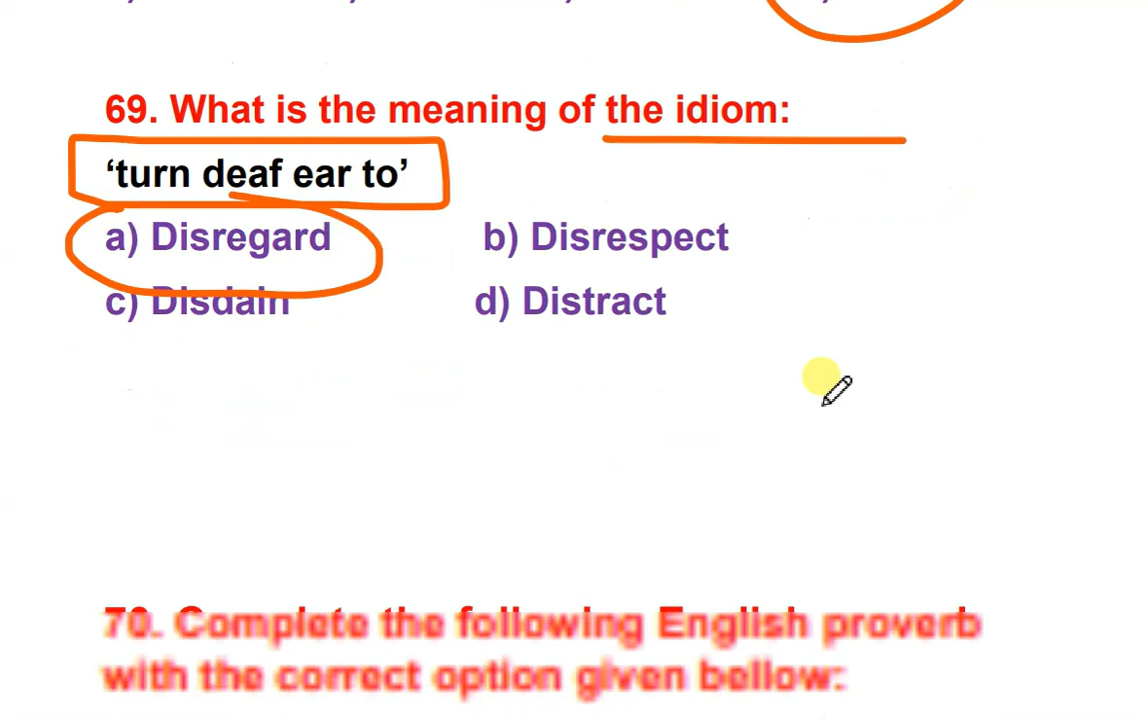 69. What is the meaning of the idiom:
‘turn deaf ear to’
a) Disregard b) Disrespect
c) Disdain d) Distract
70. Complete the following English proverb
with the correct option given bellow: